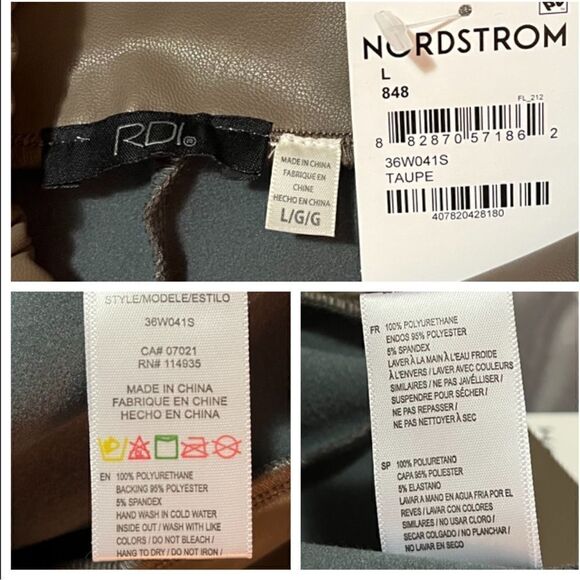 RDI®
MADE IN CHINA
FABRIQUE EN
CHINE
HECHO EN CHINA
L/G/G
NORDSTROM
L
848
FL_212
8 82870 57186 2
36W041S
TAUPE
407820428180
STYLE/MODELE/ESTILO
36W041S
CA# 07021
RN# 114935
MADE IN CHINA
FABRIQUE EN CHINE
HECHO EN CHINA
EN 100% POLYURETHANE
BACKING 95% POLYESTER
5% SPANDEX
HAND WASH IN COLD WATER
INSIDE OUT / WASH WITH LIKE
COLORS / DO NOT BLEACH /
HANG TO DRY / DO NOT IRON /
FR 100% POLYURETHANE
ENDOS 95% POLYESTER
5% SPANDEX
LAVER À LA MAIN À L'EAU FROIDE
À L'ENVERS / LAVER AVEC COULEURS
SIMILAIRES / NE PAS JAVÉLLISER /
SUSPENDRE POUR SÉCHER /
NE PAS REPASSER /
NE PAS NETTOYER À SEC
SP 100% POLIURETANO
CAPA 95% POLIESTER
5% ELASTANO
LAVAR A MANO EN AGUA FRIA POR EL
REVES / LAVAR CON COLORES
SIMILARES / NO USAR CLORO /
SECAR COLGADO / NO PLANCHAR /
NO LAVAR EN SECO